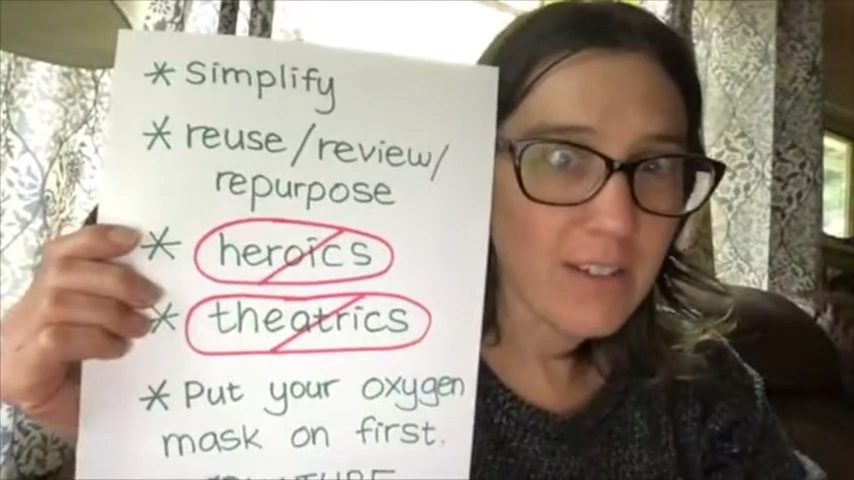 * Simplify
* reuse/review/
repurpose
* heroics
* theatrics
* Put your oxygen
mask on first.